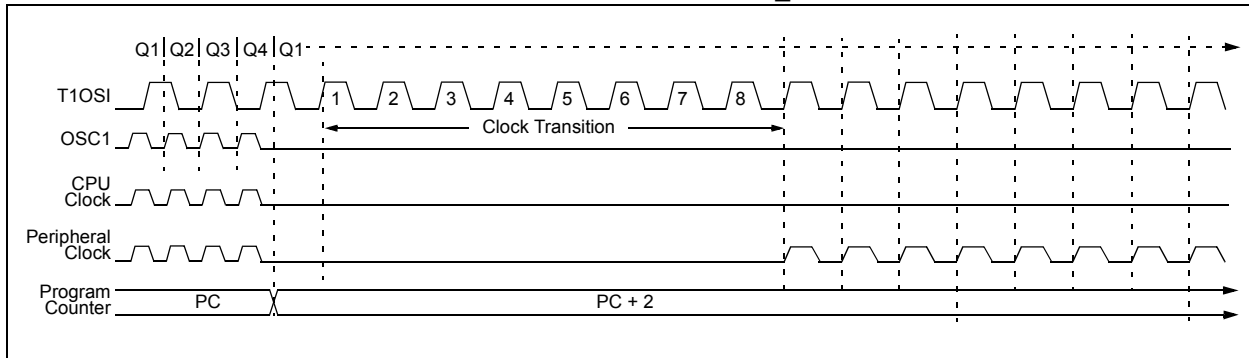 Q1 Q2 Q3 Q4 Q1
T1OSI
1 2 3 4 5 6 7 8
Clock Transition
OSC1
CPU
Clock
Peripheral
Clock
Program
Counter
PC
PC + 2